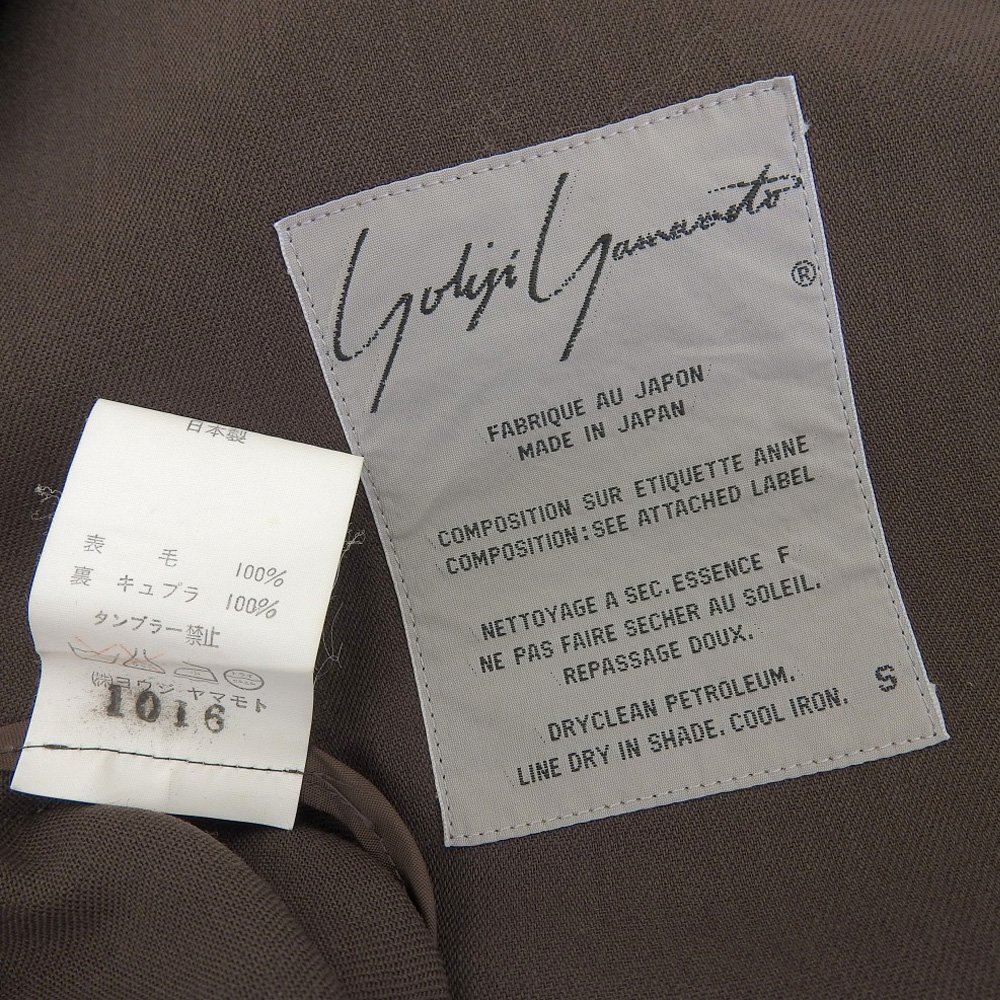 Yohji Yamamoto
®
FABRIQUE AU JAPON
MADE IN JAPAN
COMPOSITION SUR ETIQUETTE ANNE
COMPOSITION:SEE ATTACHED LABEL
NETTOYAGE A SEC.ESSENCE F
NE PAS FAIRE SECHER AU SOLEIL.
REPASSAGE DOUX.
DRYCLEAN PETROLEUM.
LINE DRY IN SHADE.COOL IRON.
S
日本製
表 毛 100%
裏 キュプラ 100%
タンブラー禁止
㈱ヨウジ・ヤマモト
1016